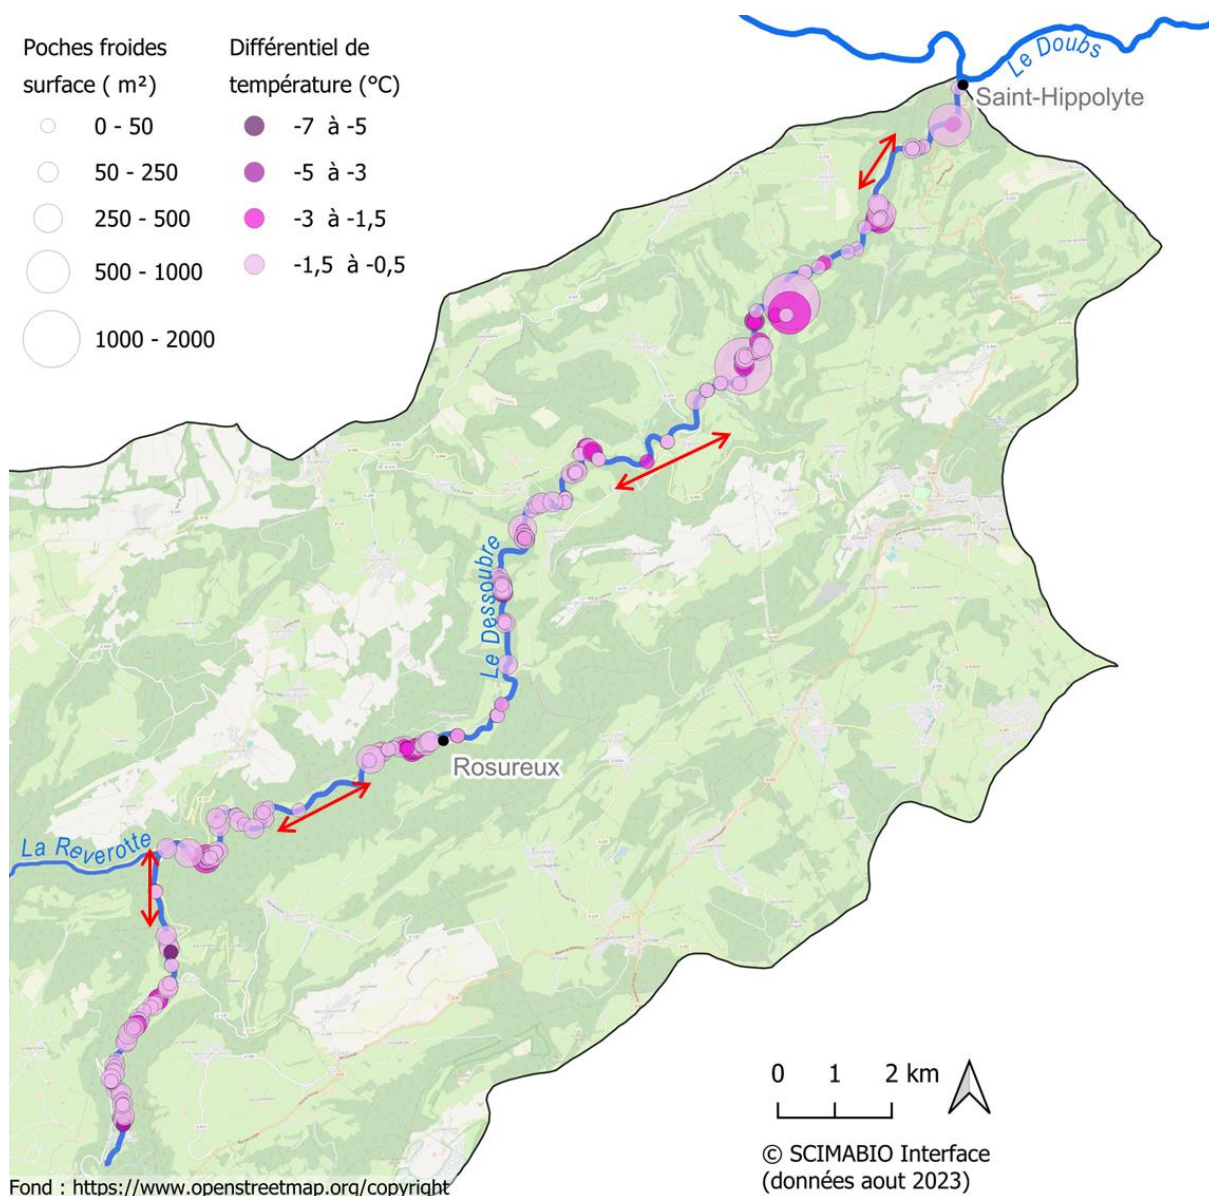 Poches froides
surface ( m²)
0 - 50
50 - 250
250 - 500
500 - 1000
1000 - 2000
Différentiel de
température (°C)
-7 à -5
-5 à -3
-3 à -1,5
-1,5 à -0,5
Le Doubs
Saint-Hippolyte
Le Dessoubre
Rosureux
La Reverotte
0 1 2 km
© SCIMABIO Interface
(données aout 2023)
Fond : https://www.openstreetmap.org/copyright